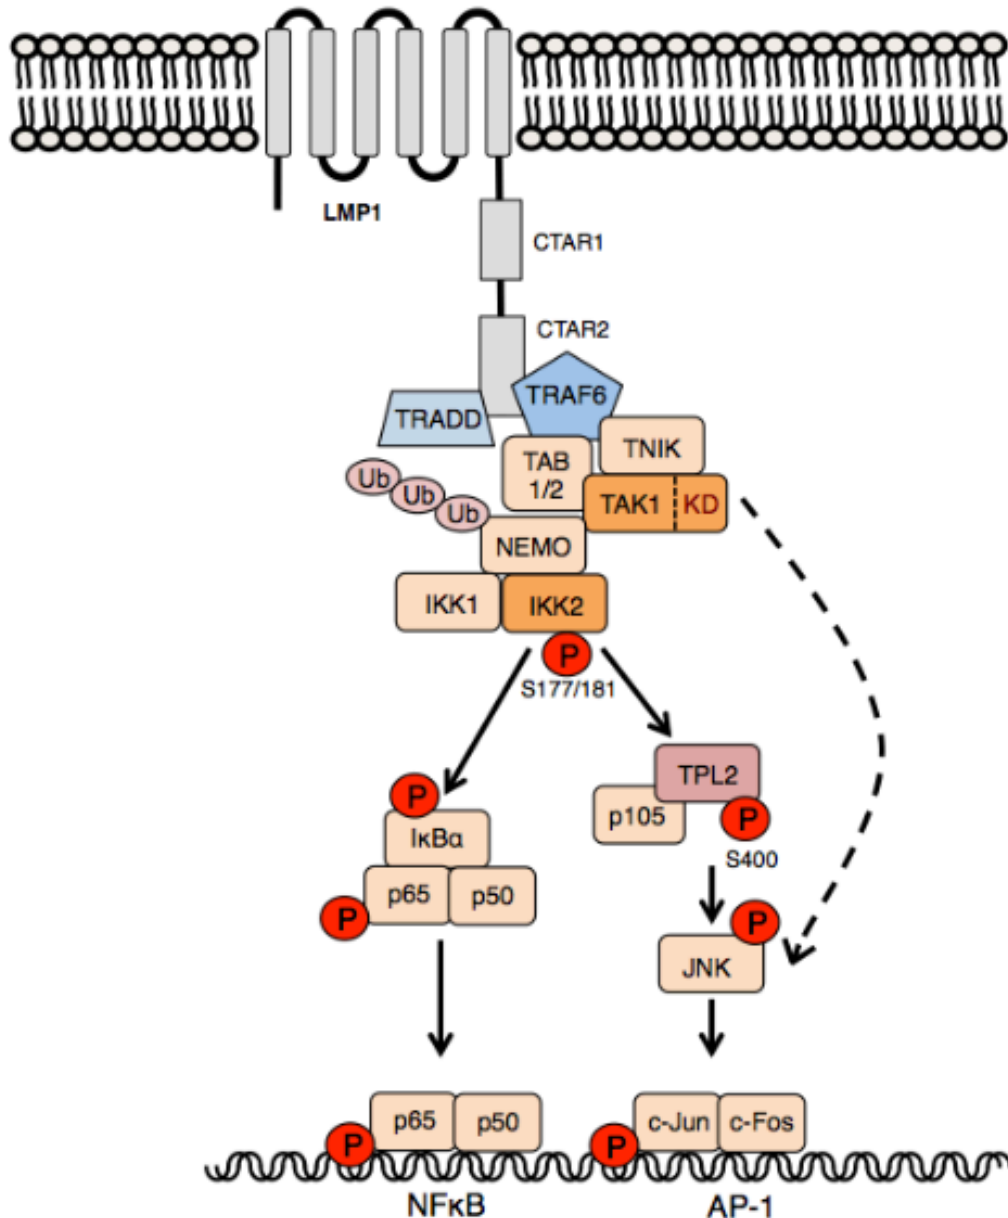 LMP1
CTAR1
CTAR2
TRADD
TRAF6
TNIK
TAB
1/2
TAK1 KD
Ub
Ub
Ub
NEMO
IKK1
IKK2
P
S177/181
TPL2
p105
P
S400
P
IκBα
p65
p50
P
P
JNK
p65
p50
P
c-Jun
c-Fos
P
NFκB
AP-1